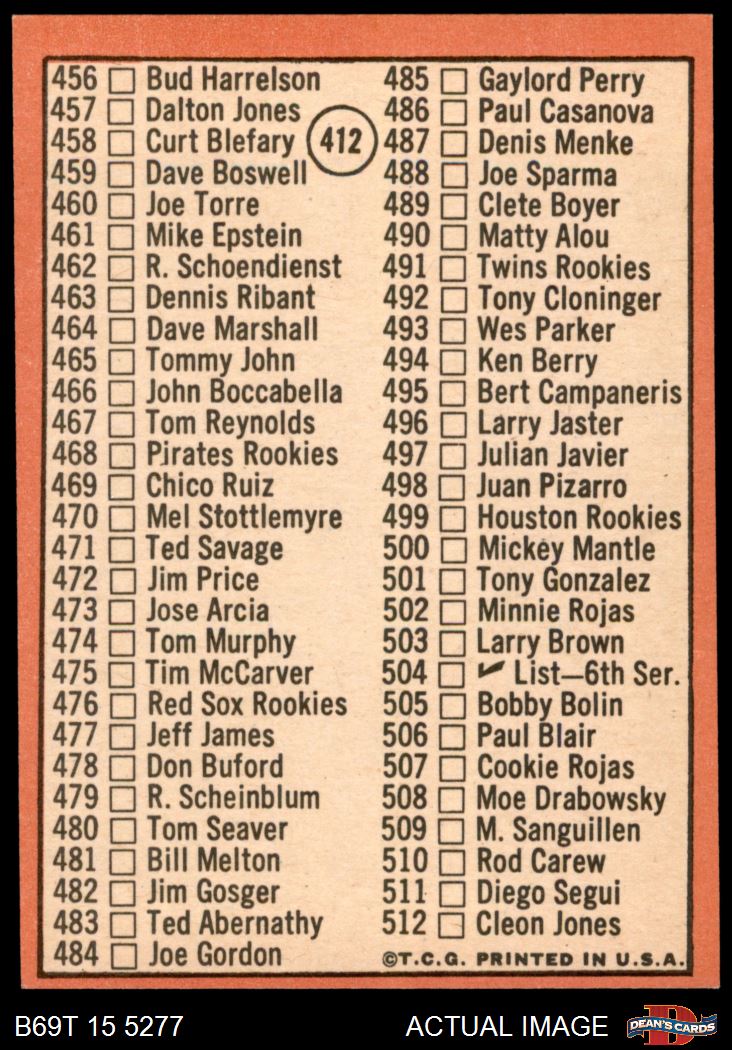 456 Bud Harrelson
457 Dalton Jones
458 Curt Blefary
459 Dave Boswell
460 Joe Torre
461 Mike Epstein
462 R. Schoendienst
463 Dennis Ribant
464 Dave Marshall
465 Tommy John
466 John Boccabella
467 Tom Reynolds
468 Pirates Rookies
469 Chico Ruiz
470 Mel Stottlemyre
471 Ted Savage
472 Jim Price
473 Jose Arcia
474 Tom Murphy
475 Tim McCarver
476 Red Sox Rookies
477 Jeff James
478 Don Buford
479 R. Scheinblum
480 Tom Seaver
481 Bill Melton
482 Jim Gosger
483 Ted Abernathy
484 Joe Gordon
412
485 Gaylord Perry
486 Paul Casanova
487 Denis Menke
488 Joe Sparma
489 Clete Boyer
490 Matty Alou
491 Twins Rookies
492 Tony Cloninger
493 Wes Parker
494 Ken Berry
495 Bert Campaneris
496 Larry Jaster
497 Julian Javier
498 Juan Pizarro
499 Houston Rookies
500 Mickey Mantle
501 Tony Gonzalez
502 Minnie Rojas
503 Larry Brown
504 ✔ List—6th Ser.
505 Bobby Bolin
506 Paul Blair
507 Cookie Rojas
508 Moe Drabowsky
509 M. Sanguillen
510 Rod Carew
511 Diego Segui
512 Cleon Jones
©T.C.G. PRINTED IN U.S.A.
B69T 15 5277
ACTUAL IMAGE
DEAN'S CARDS